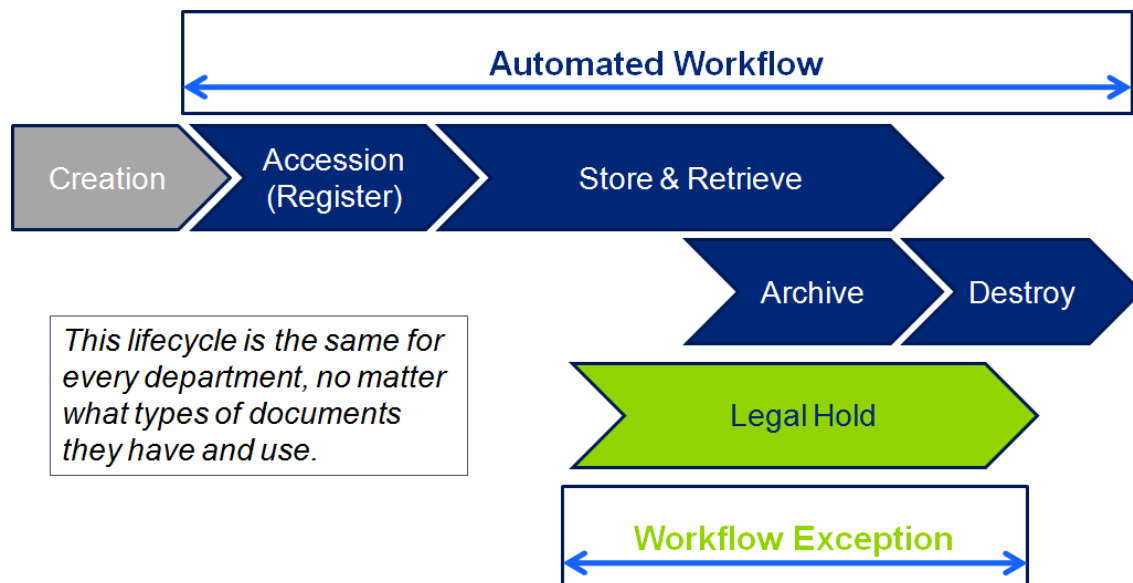 Automated Workflow
Creation
Accession
(Register)
Store & Retrieve
Archive
Destroy
This lifecycle is the same for
every department, no matter
what types of documents
they have and use.
Legal Hold
Workflow Exception